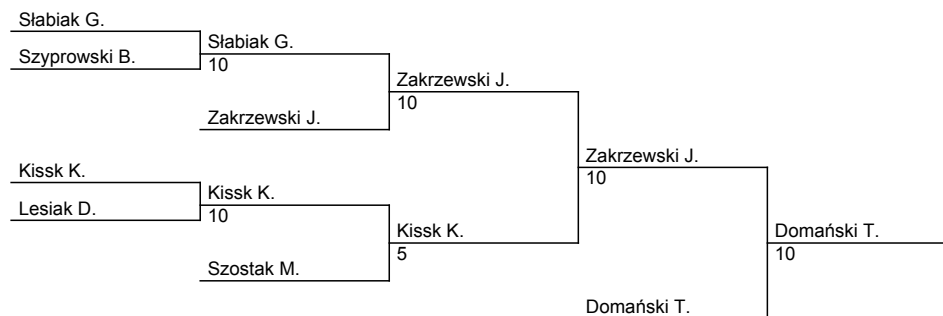 Słabiak G.
Szyprowski B.
Słabiak G.
10
Zakrzewski J.
Zakrzewski J.
10
Kissk K.
Lesiak D.
Kissk K.
10
Szostak M.
Kissk K.
5
Zakrzewski J.
10
Domański T.
Domański T.
10